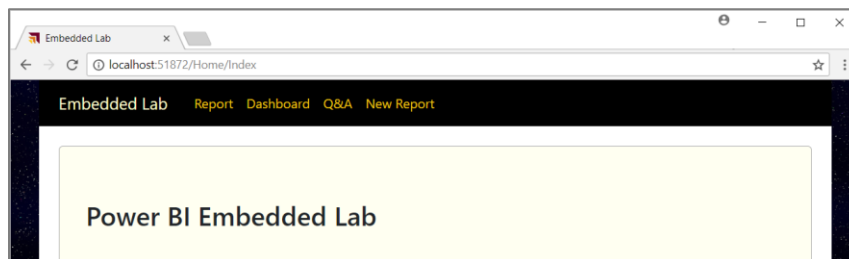 Embedded Lab
localhost:51872/Home/Index
Embedded Lab Report Dashboard Q&A New Report
Power BI Embedded Lab